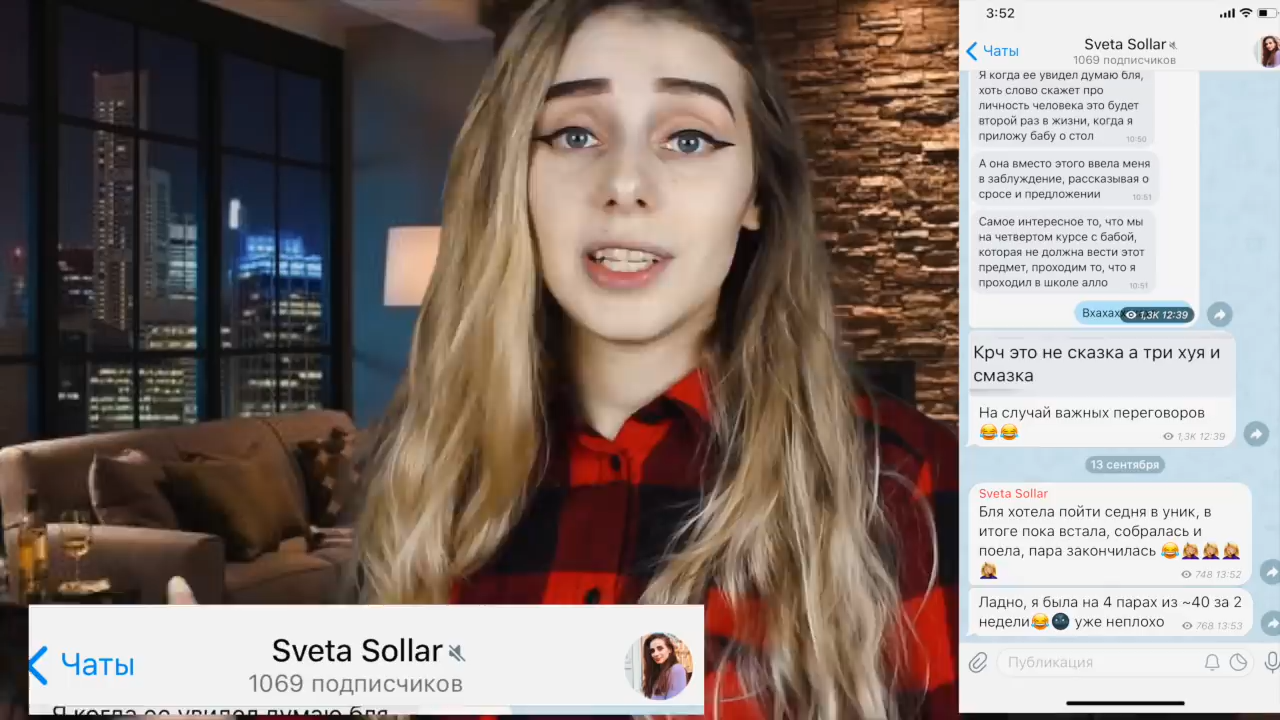 3:52
Чаты
Sveta Sollar
1069 подписчиков
Я когда ее увидел думаю бля,
хоть слово скажет про
личность человека это будет
второй раз в жизни, когда я
приложу бабу о стол
10:50
А она вместо этого ввела меня
в заблуждение, рассказывая о
сросе и предложении
10:51
Самое интересное то, что мы
на четвертом курсе с бабой,
которая не должна вести этот
предмет, проходим то, что я
проходил в школе алло
10:51
Вхахах
1,3K 12:39
Крч это не сказка а три хуя и
смазка
На случай важных переговоров
😂😂
1,3K 12:39
13 сентября
Sveta Sollar
Бля хотела пойти седня в уник, в
итоге пока встала, собралась и
поела, пара закончилась 😂🤦🏼‍♀️🤦🏼‍♀️🤦🏼‍♀️
🤦🏼‍♀️
748 13:52
Ладно, я была на 4 парах из ~40 за 2
недели😂🌚 уже неплохо
768 13:53
Публикация
Чаты
Sveta Sollar
1069 подписчиков
Я когда ее увидел думаю бля